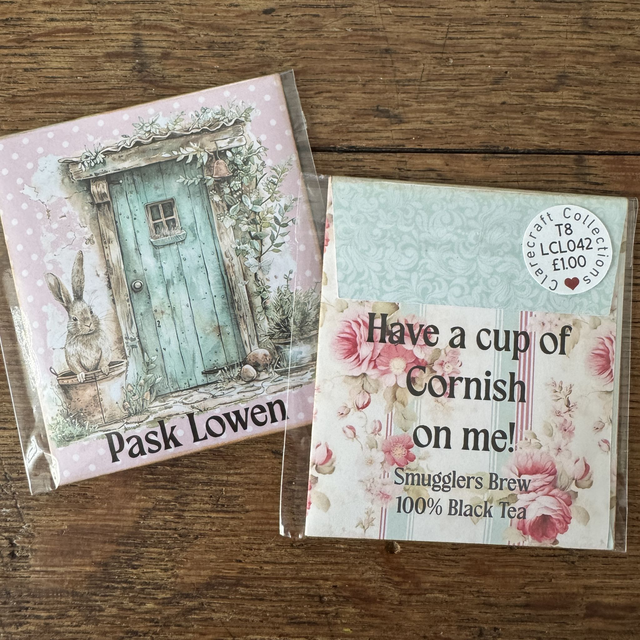 Pask Lowen
Clarecraft Collections
T8
LCL042
£1.00
Have a cup of
Cornish
on me!
Smugglers Brew
100% Black Tea